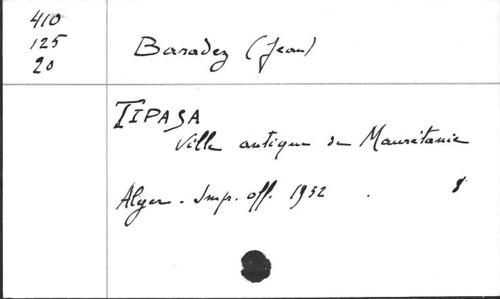 410
125
20
Baradez (Jean)
TIPASA
Ville antique de Maurétanie
Alger. Imp. off. 1952. 8